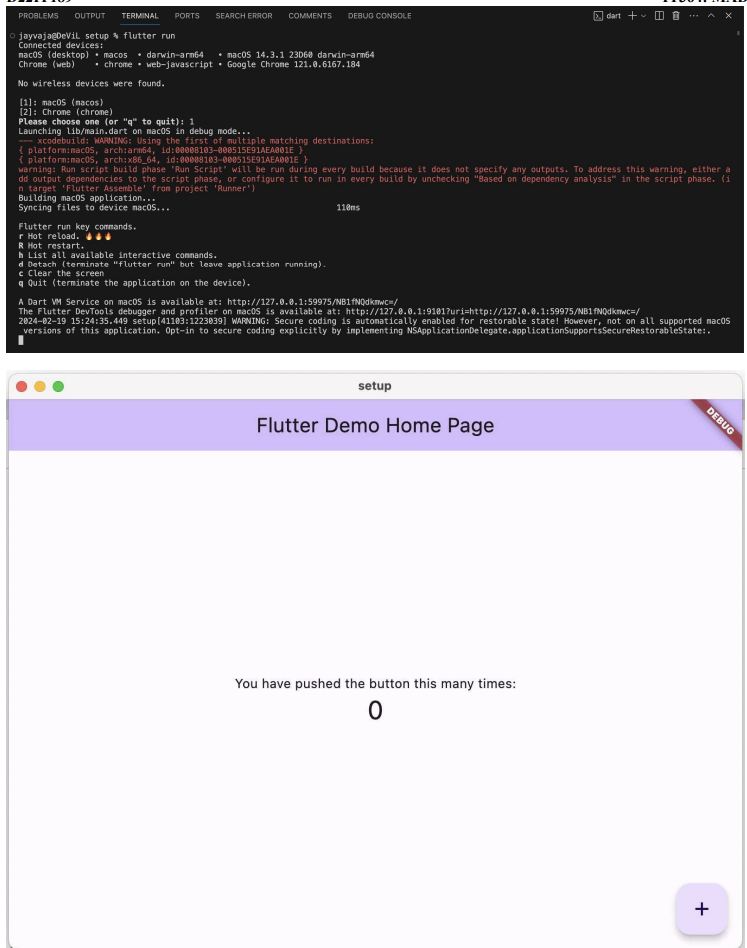 PROBLEMS OUTPUT TERMINAL PORTS SEARCH ERROR COMMENTS DEBUG CONSOLE dart
jayvaja@DeViL setup % flutter run
Connected devices:
macOS (desktop) • macos • darwin-arm64 • macOS 14.3.1 23D60 darwin-arm64
Chrome (web) • chrome • web-javascript • Google Chrome 121.0.6167.184
No wireless devices were found.
[1]: macOS (macos)
[2]: Chrome (chrome)
Please choose one (or "q" to quit): 1
Launching lib/main.dart on macOS in debug mode...
--- xcodebuild: WARNING: Using the first of multiple matching destinations:
{ platform:macOS, arch:arm64, id:00008103-000515E91AEA001E }
{ platform:macOS, arch:x86_64, id:00008103-000515E91AEA001E }
warning: Run script build phase 'Run Script' will be run during every build because it does not specify any outputs. To address this warning, either a
dd output dependencies to the script phase, or configure it to run in every build by unchecking "Based on dependency analysis" in the script phase. (i
n target 'Flutter Assemble' from project 'Runner')
Building macOS application...
Syncing files to device macOS... 110ms
Flutter run key commands.
r Hot reload. 🔥🔥🔥
R Hot restart.
h List all available interactive commands.
d Detach (terminate "flutter run" but leave application running).
c Clear the screen
q Quit (terminate the application on the device).
A Dart VM Service on macOS is available at: http://127.0.0.1:59975/NB1fNQdkmwc=/
The Flutter DevTools debugger and profiler on macOS is available at: http://127.0.0.1:9101?uri=http://127.0.0.1:59975/NB1fNQdkmwc=/
2024-02-19 15:24:35.449 setup[41103:1223039] WARNING: Secure coding is automatically enabled for restorable state! However, not on all supported macOS
versions of this application. Opt-in to secure coding explicitly by implementing NSApplicationDelegate.applicationSupportsSecureRestorableState:.
setup
Flutter Demo Home Page
DEBUG
You have pushed the button this many times:
0
+